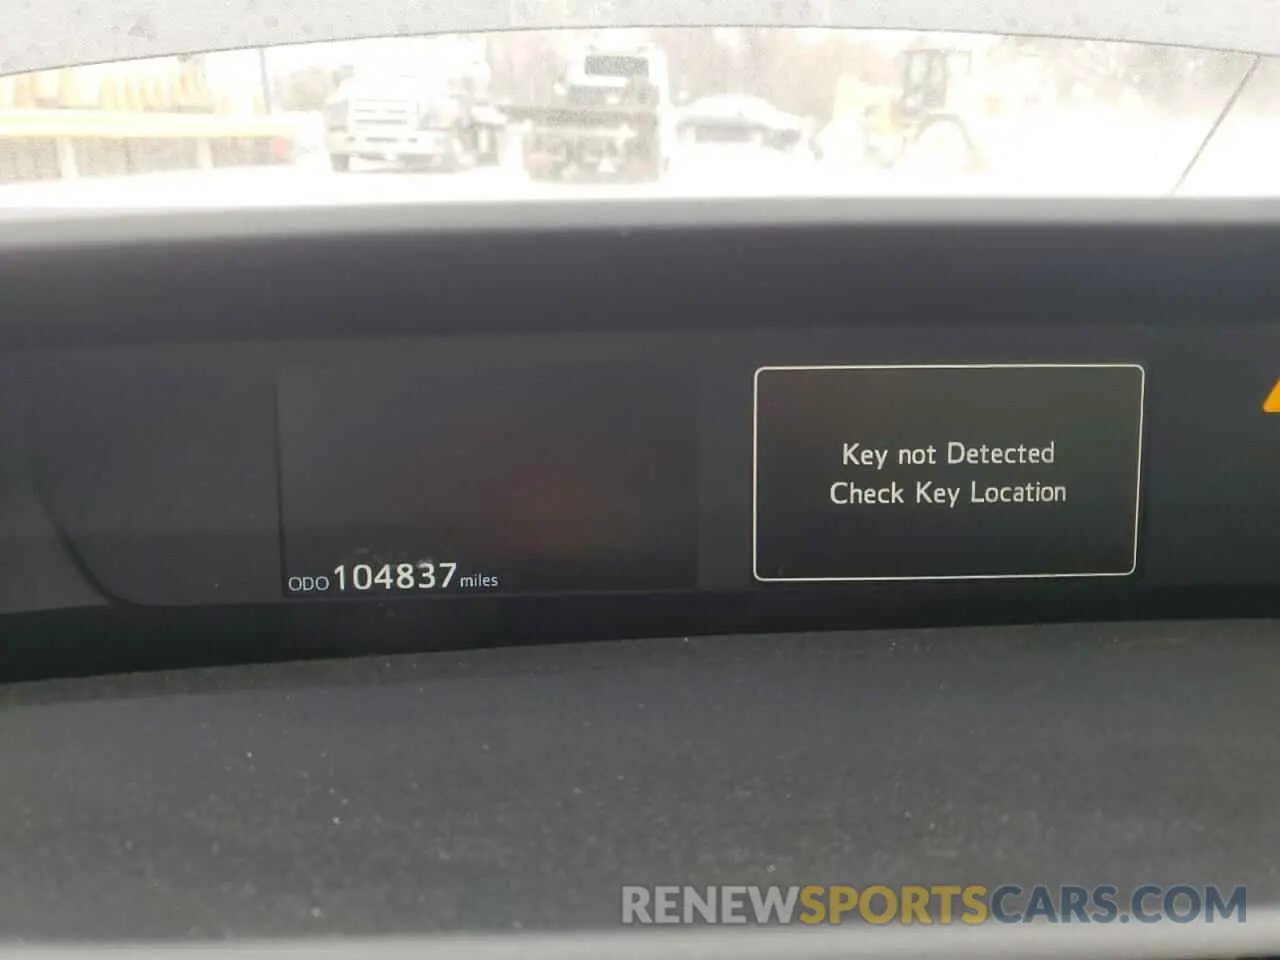 Key not Detected
Check Key Location
ODO 104837 miles
RENEWSPORTSCARS.COM